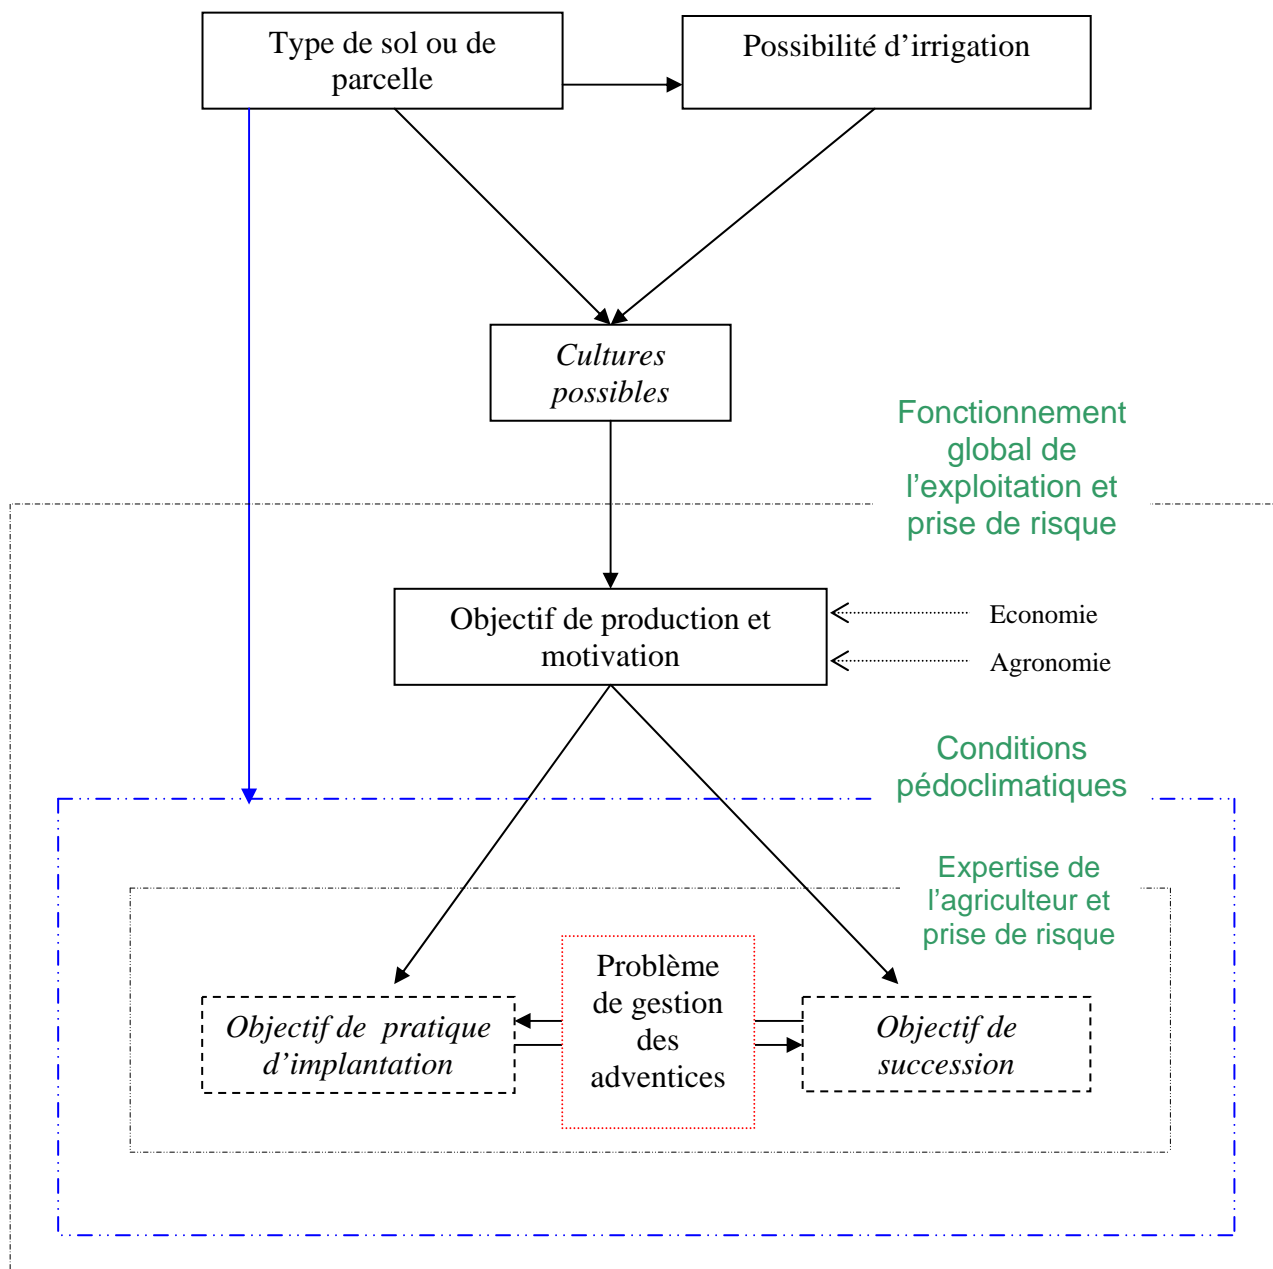 Type de sol ou de
parcelle
Possibilité d’irrigation
Cultures
possibles
Fonctionnement
global de
l’exploitation et
prise de risque
Objectif de production et
motivation
Economie
Agronomie
Conditions
pédoclimatiques
Expertise de
l’agriculteur et
prise de risque
Objectif de pratique
d’implantation
Problème
de gestion
des
adventices
Objectif de
succession